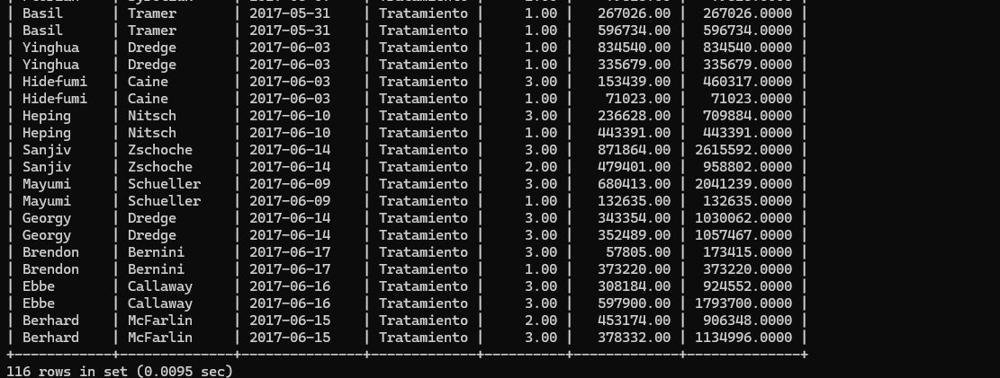 | Basil | Tramer | 2017-05-31 | Tratamiento | 1.00 | 267026.00 | 267026.0000 |
| Basil | Tramer | 2017-05-31 | Tratamiento | 1.00 | 596734.00 | 596734.0000 |
| Yinghua | Dredge | 2017-06-03 | Tratamiento | 1.00 | 834540.00 | 834540.0000 |
| Yinghua | Dredge | 2017-06-03 | Tratamiento | 1.00 | 335679.00 | 335679.0000 |
| Hidefumi | Caine | 2017-06-03 | Tratamiento | 3.00 | 153439.00 | 460317.0000 |
| Hidefumi | Caine | 2017-06-03 | Tratamiento | 1.00 | 71023.00 | 71023.0000 |
| Heping | Nitsch | 2017-06-10 | Tratamiento | 3.00 | 236628.00 | 709884.0000 |
| Heping | Nitsch | 2017-06-10 | Tratamiento | 1.00 | 443391.00 | 443391.0000 |
| Sanjiv | Zschoche | 2017-06-14 | Tratamiento | 3.00 | 871864.00 | 2615592.0000 |
| Sanjiv | Zschoche | 2017-06-14 | Tratamiento | 2.00 | 479401.00 | 958802.0000 |
| Mayumi | Schueller | 2017-06-09 | Tratamiento | 3.00 | 680413.00 | 2041239.0000 |
| Mayumi | Schueller | 2017-06-09 | Tratamiento | 1.00 | 132635.00 | 132635.0000 |
| Georgy | Dredge | 2017-06-14 | Tratamiento | 3.00 | 343354.00 | 1030062.0000 |
| Georgy | Dredge | 2017-06-14 | Tratamiento | 3.00 | 352489.00 | 1057467.0000 |
| Brendon | Bernini | 2017-06-17 | Tratamiento | 3.00 | 57805.00 | 173415.0000 |
| Brendon | Bernini | 2017-06-17 | Tratamiento | 1.00 | 373220.00 | 373220.0000 |
| Ebbe | Callaway | 2017-06-16 | Tratamiento | 3.00 | 308184.00 | 924552.0000 |
| Ebbe | Callaway | 2017-06-16 | Tratamiento | 3.00 | 597900.00 | 1793700.0000 |
| Berhard | McFarlin | 2017-06-15 | Tratamiento | 2.00 | 453174.00 | 906348.0000 |
| Berhard | McFarlin | 2017-06-15 | Tratamiento | 3.00 | 378332.00 | 1134996.0000 |
116 rows in set (0.0095 sec)